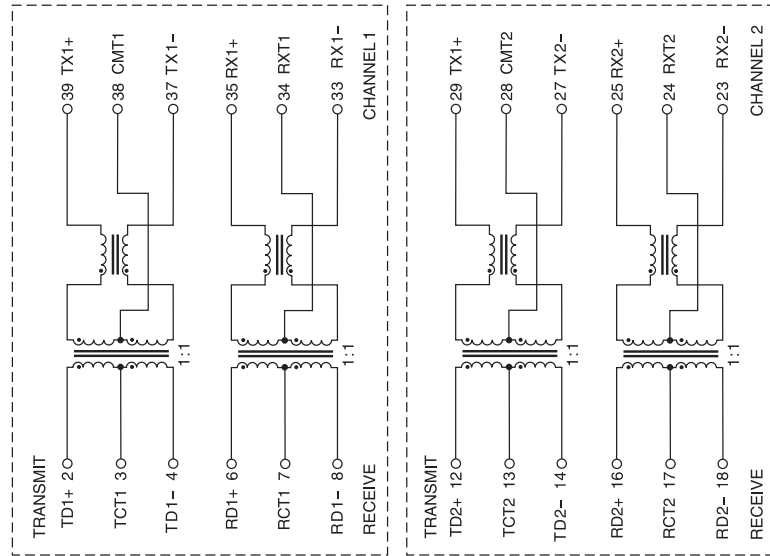 TRANSMIT
TD1+ 2
39 TX1+
TCT1 3
38 CMT1
TD1− 4
37 TX1−
1:1
RD1+ 6
35 RX1+
RCT1 7
34 RXT1
RD1− 8
33 RX1−
1:1
RECEIVE
CHANNEL 1
TRANSMIT
TD2+ 12
29 TX1+
TCT2 13
28 CMT2
TD2− 14
27 TX2−
1:1
RD2+ 16
25 RX2+
RCT2 17
24 RXT2
RD2− 18
23 RX2−
1:1
RECEIVE
CHANNEL 2